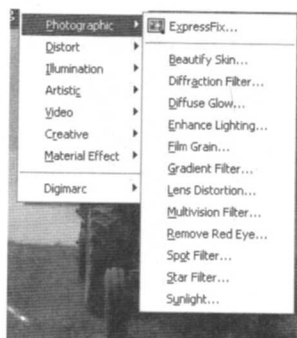 Photographic
Distort
Illumination
Artistic
Video
Creative
Material Effect
Digimarc
ExpressFix...
Beautify Skin...
Diffraction Filter...
Diffuse Glow...
Enhance Lighting...
Film Grain...
Gradient Filter...
Lens Distortion...
Multivision Filter...
Remove Red Eye...
Spot Filter...
Star Filter...
Sunlight...